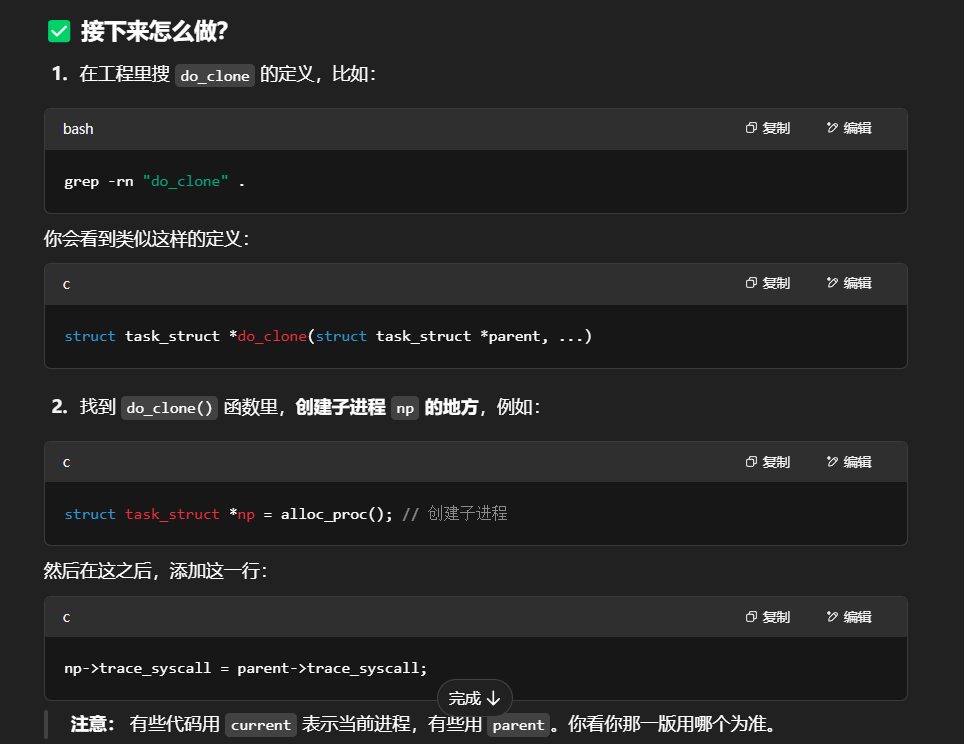 ✅ 接下来怎么做?
1. 在工程里搜 do_clone 的定义，比如：
bash 复制 编辑
grep -rn "do_clone" .
你会看到类似这样的定义：
c 复制 编辑
struct task_struct *do_clone(struct task_struct *parent, ...)
2. 找到 do_clone() 函数里，创建子进程 np 的地方，例如：
c 复制 编辑
struct task_struct *np = alloc_proc(); // 创建子进程
然后在这之后，添加这一行：
c 复制 编辑
np->trace_syscall = parent->trace_syscall;
完成 ↓
注意： 有些代码用 current 表示当前进程，有些用 parent。你看你那一版用哪个为准。